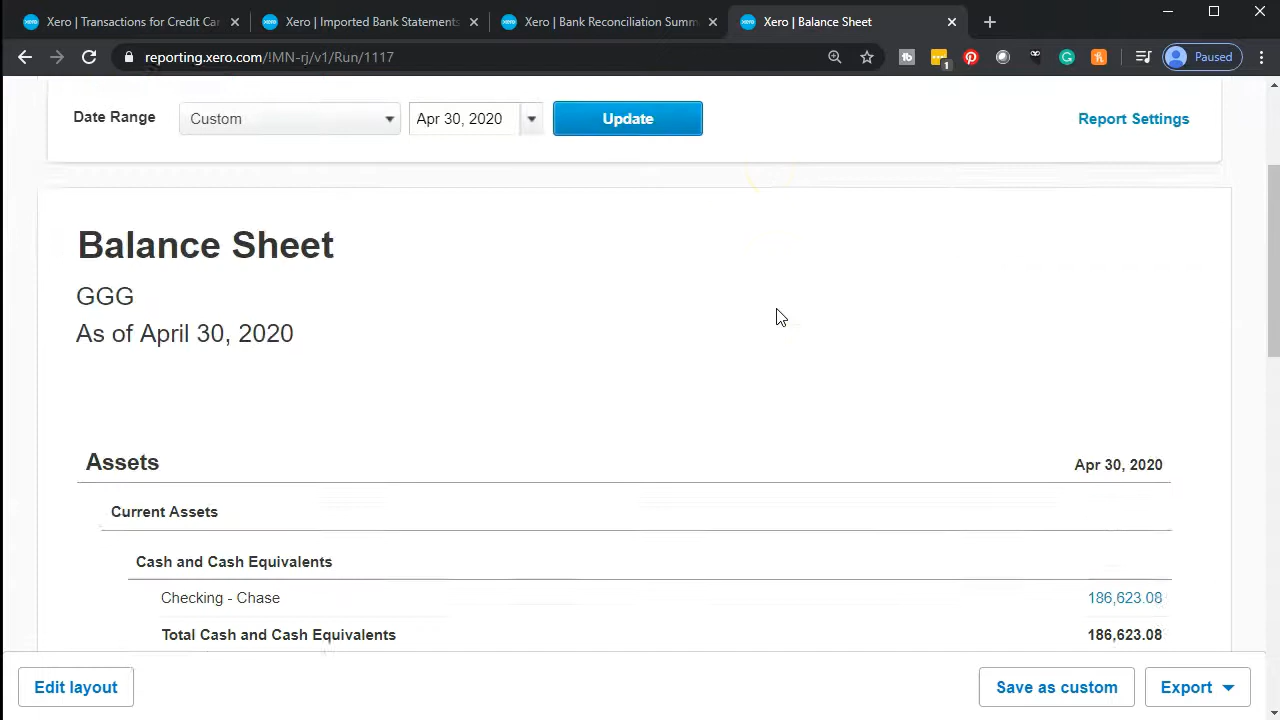 Xero | Transactions for Credit Car
Xero | Imported Bank Statements
Xero | Bank Reconciliation Summ
Xero | Balance Sheet
reporting.xero.com/!MN-rj/v1/Run/1117
1
Paused
Date Range
Custom
Apr 30, 2020
Update
Report Settings
Balance Sheet
GGG
As of April 30, 2020
Assets Apr 30, 2020
Current Assets
Cash and Cash Equivalents
Checking - Chase 186,623.08
Total Cash and Cash Equivalents 186,623.08
Edit layout
Save as custom
Export